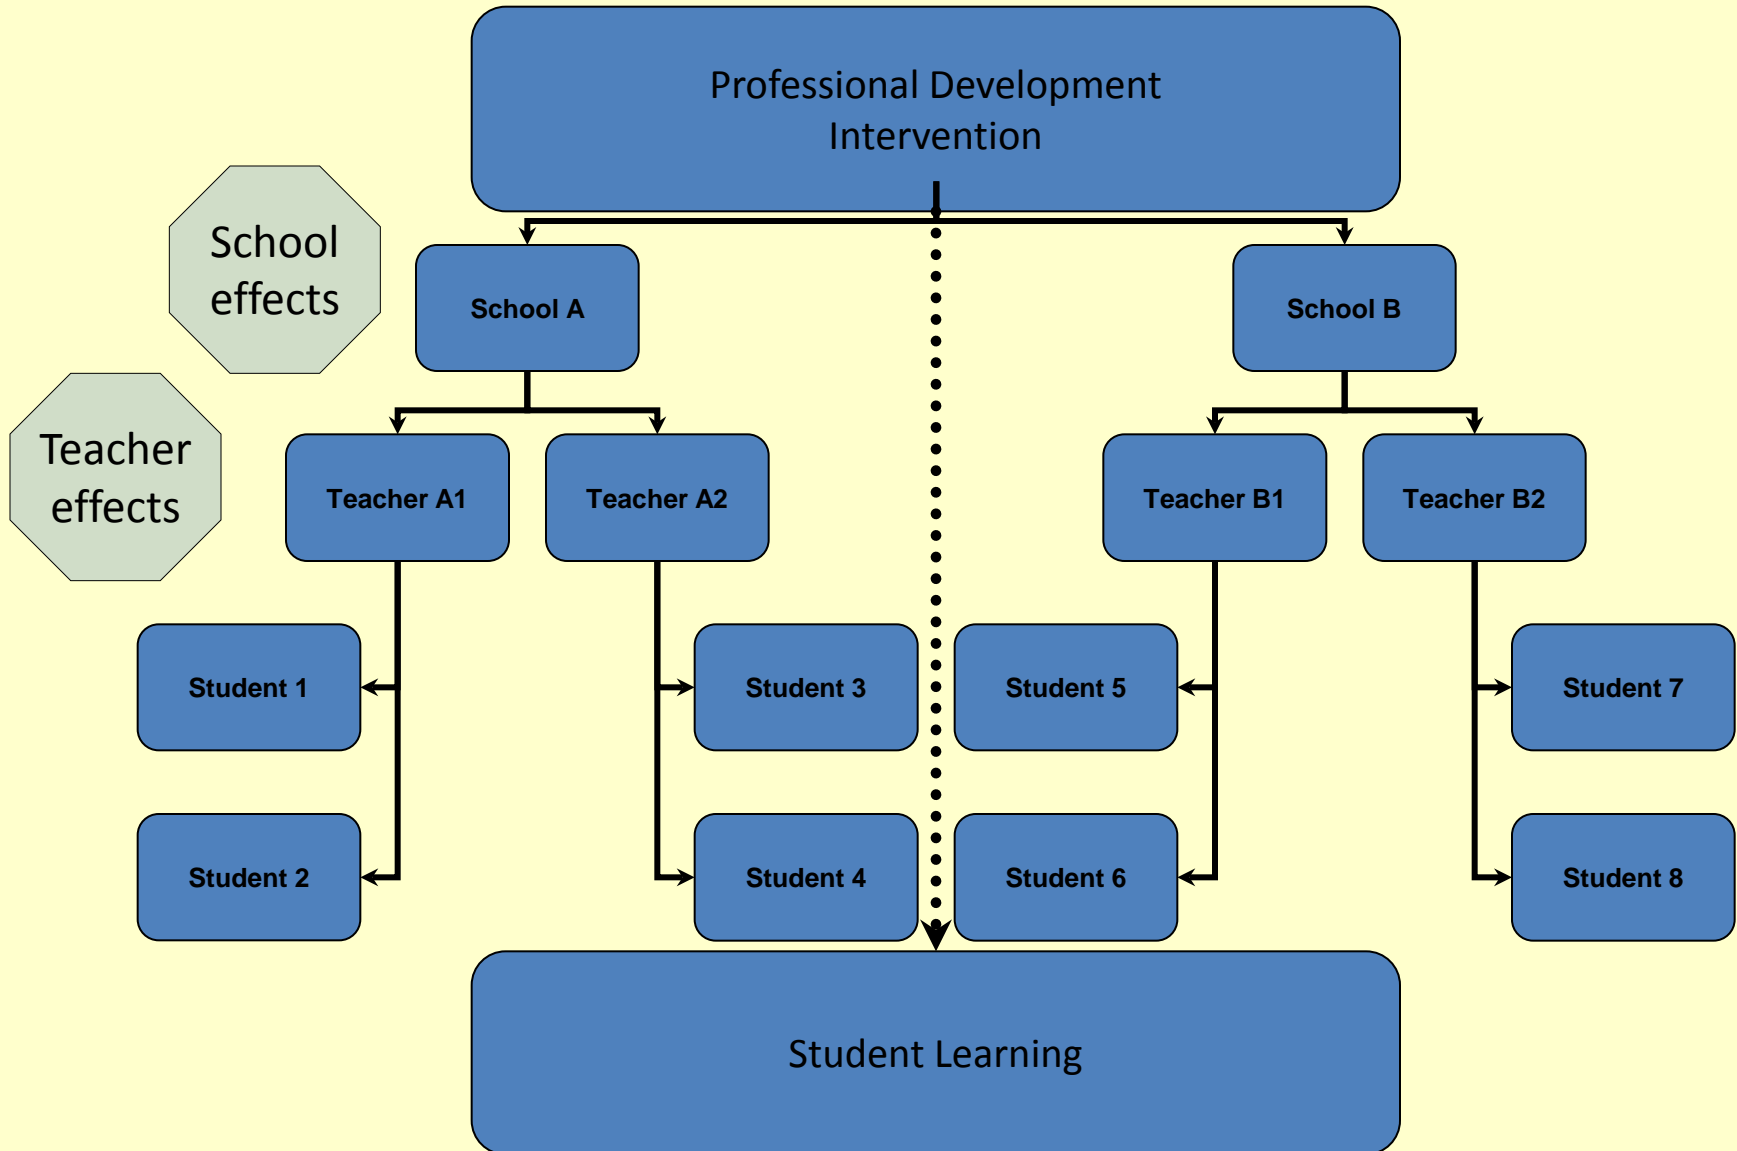 Professional Development
Intervention
School
effects
School A
School B
Teacher
effects
Teacher A1
Teacher A2
Teacher B1
Teacher B2
Student 1
Student 3
Student 5
Student 7
Student 2
Student 4
Student 6
Student 8
Student Learning